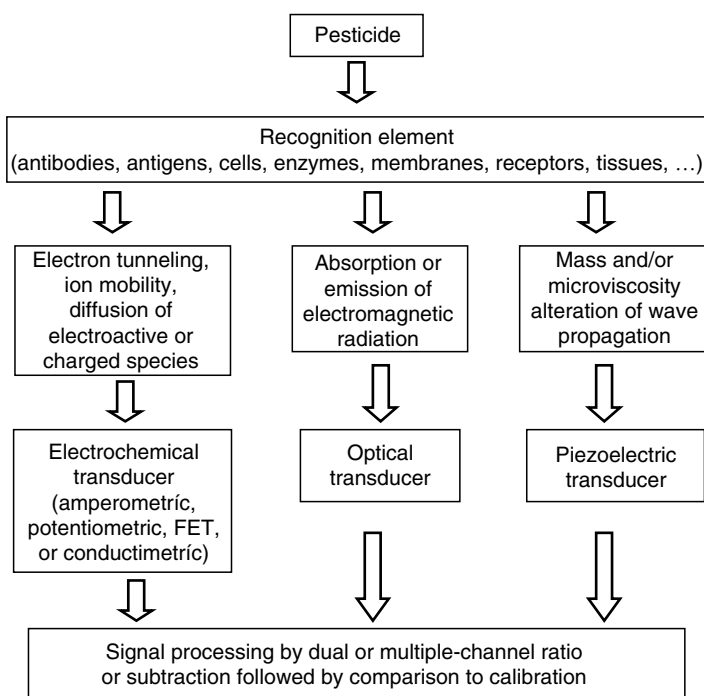 Pesticide
Recognition element
(antibodies, antigens, cells, enzymes, membranes, receptors, tissues, …)
Electron tunneling,
ion mobility,
diffusion of
electroactive or
charged species
Absorption or
emission of
electromagnetic
radiation
Mass and/or
microviscosity
alteration of wave
propagation
Electrochemical
transducer
(amperometríc,
potentiometric, FET,
or conductimetríc)
Optical
transducer
Piezoelectric
transducer
Signal processing by dual or multiple-channel ratio
or subtraction followed by comparison to calibration